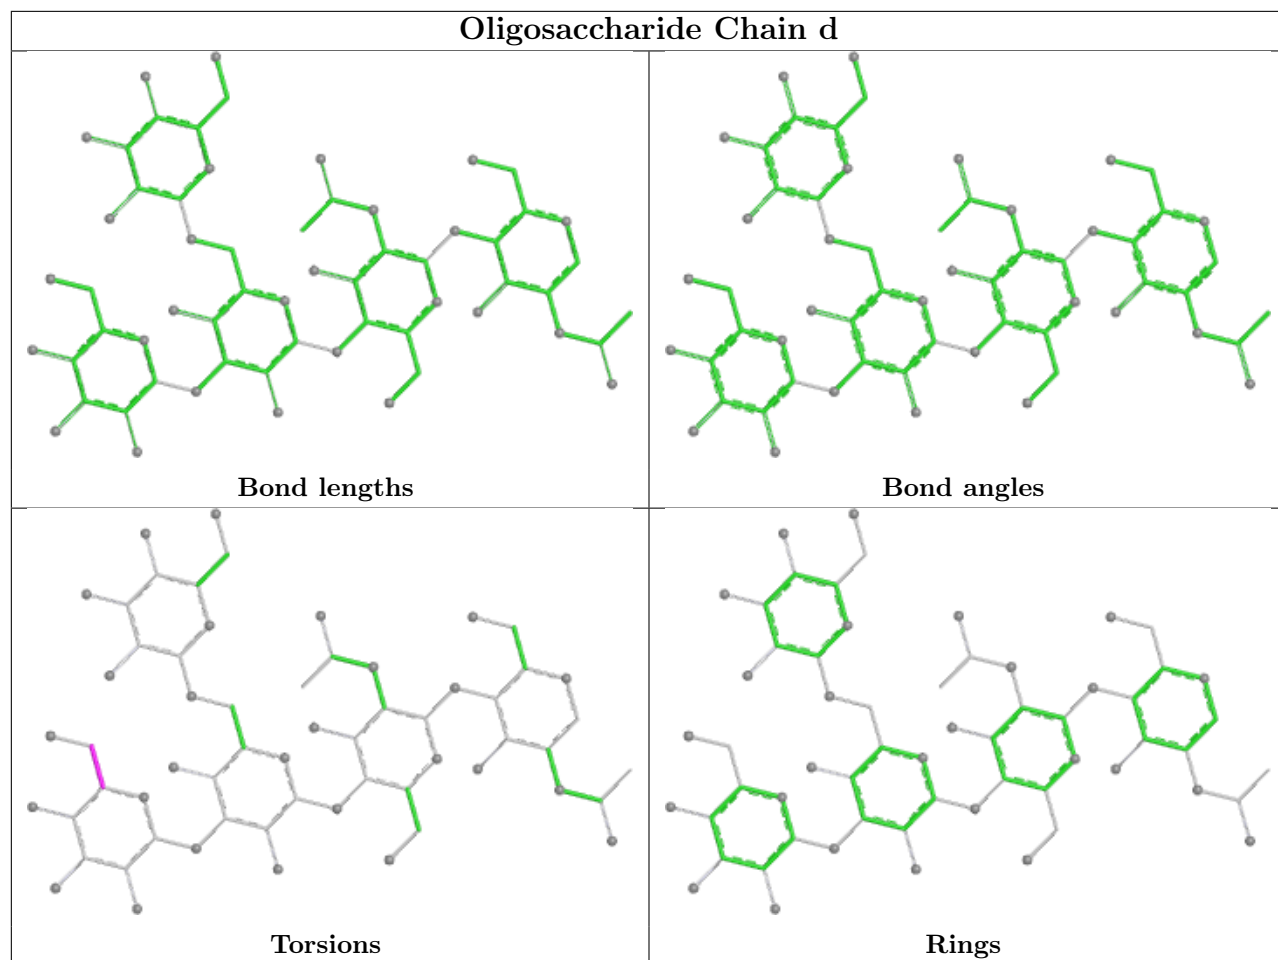 Oligosaccharide Chain d
Bond lengths
Bond angles
Torsions
Rings